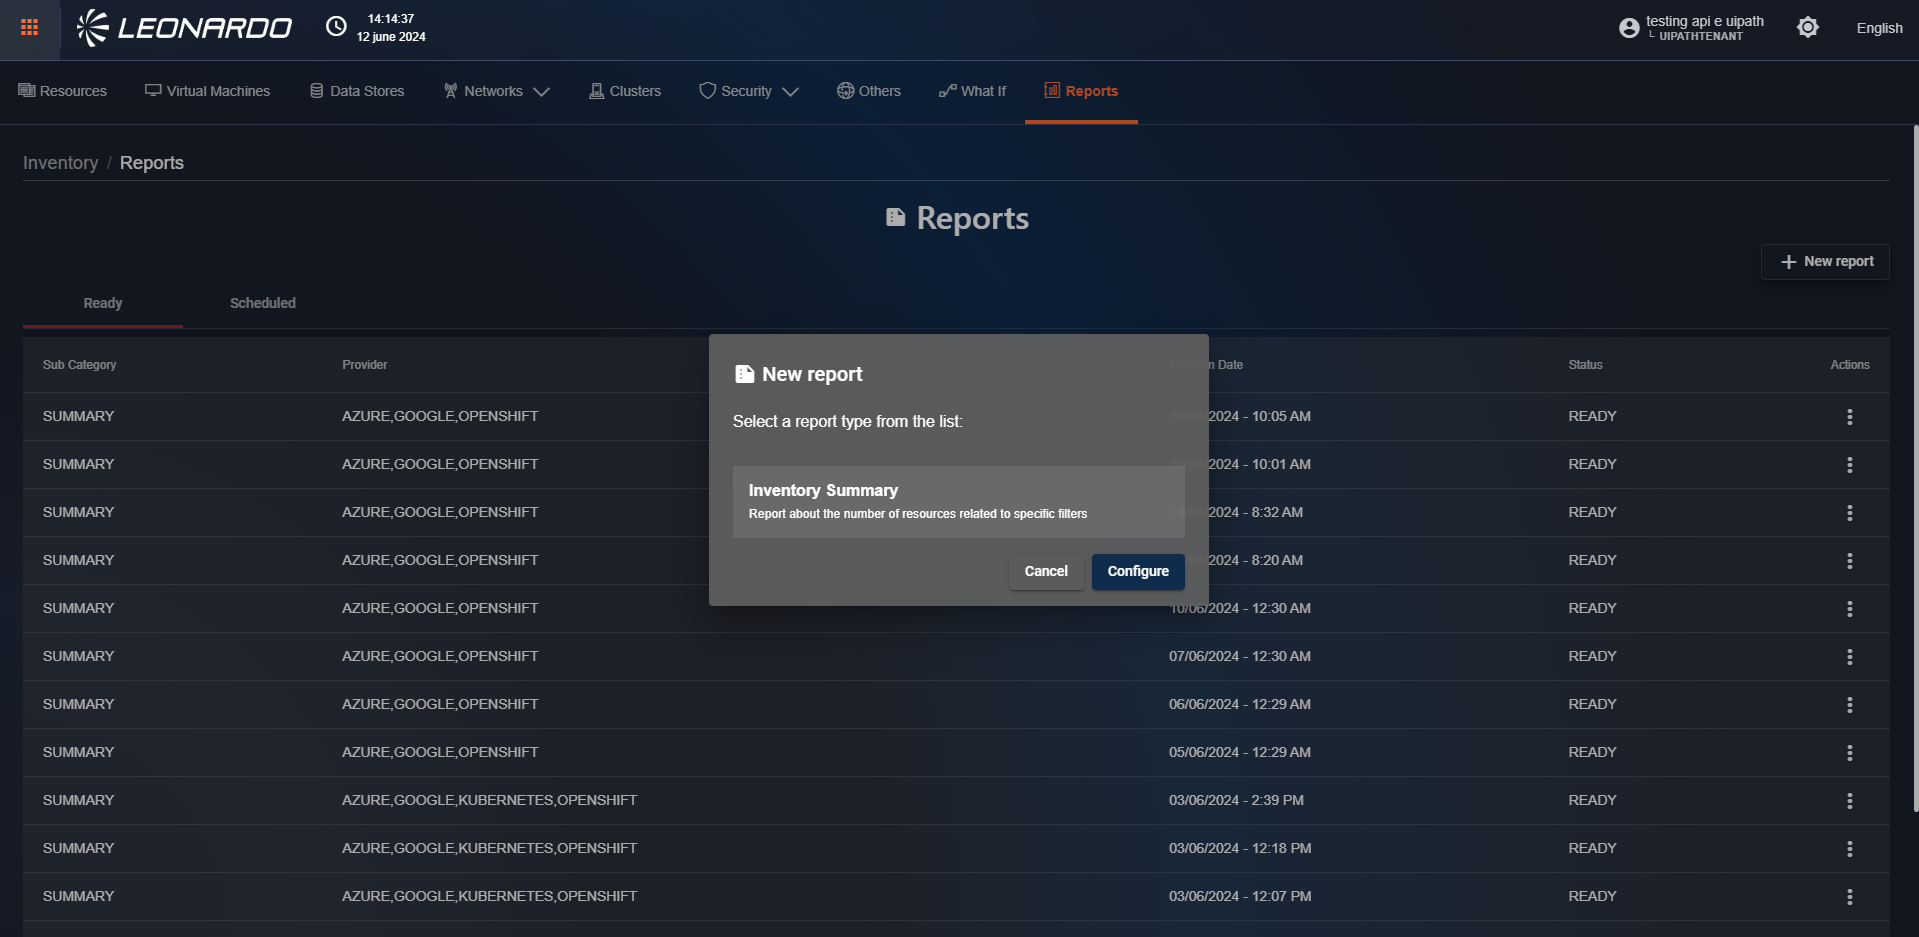 LEONARDO
14:14:37
12 june 2024
testing api e uipath
UIPATHTENANT
English
Resources
Virtual Machines
Data Stores
Networks
Clusters
Security
Others
What If
Reports
Inventory / Reports
Reports
New report
Ready
Scheduled
Sub Category Provider Creation Date Status Actions
SUMMARY AZURE,GOOGLE,OPENSHIFT 10/06/2024 - 10:05 AM READY
SUMMARY AZURE,GOOGLE,OPENSHIFT 10/06/2024 - 10:01 AM READY
SUMMARY AZURE,GOOGLE,OPENSHIFT 10/06/2024 - 8:32 AM READY
SUMMARY AZURE,GOOGLE,OPENSHIFT 10/06/2024 - 8:20 AM READY
SUMMARY AZURE,GOOGLE,OPENSHIFT 10/06/2024 - 12:30 AM READY
SUMMARY AZURE,GOOGLE,OPENSHIFT 07/06/2024 - 12:30 AM READY
SUMMARY AZURE,GOOGLE,OPENSHIFT 06/06/2024 - 12:29 AM READY
SUMMARY AZURE,GOOGLE,OPENSHIFT 05/06/2024 - 12:29 AM READY
SUMMARY AZURE,GOOGLE,KUBERNETES,OPENSHIFT 03/06/2024 - 2:39 PM READY
SUMMARY AZURE,GOOGLE,KUBERNETES,OPENSHIFT 03/06/2024 - 12:18 PM READY
SUMMARY AZURE,GOOGLE,KUBERNETES,OPENSHIFT 03/06/2024 - 12:07 PM READY
New report
Select a report type from the list:
Inventory Summary
Report about the number of resources related to specific filters
Cancel
Configure